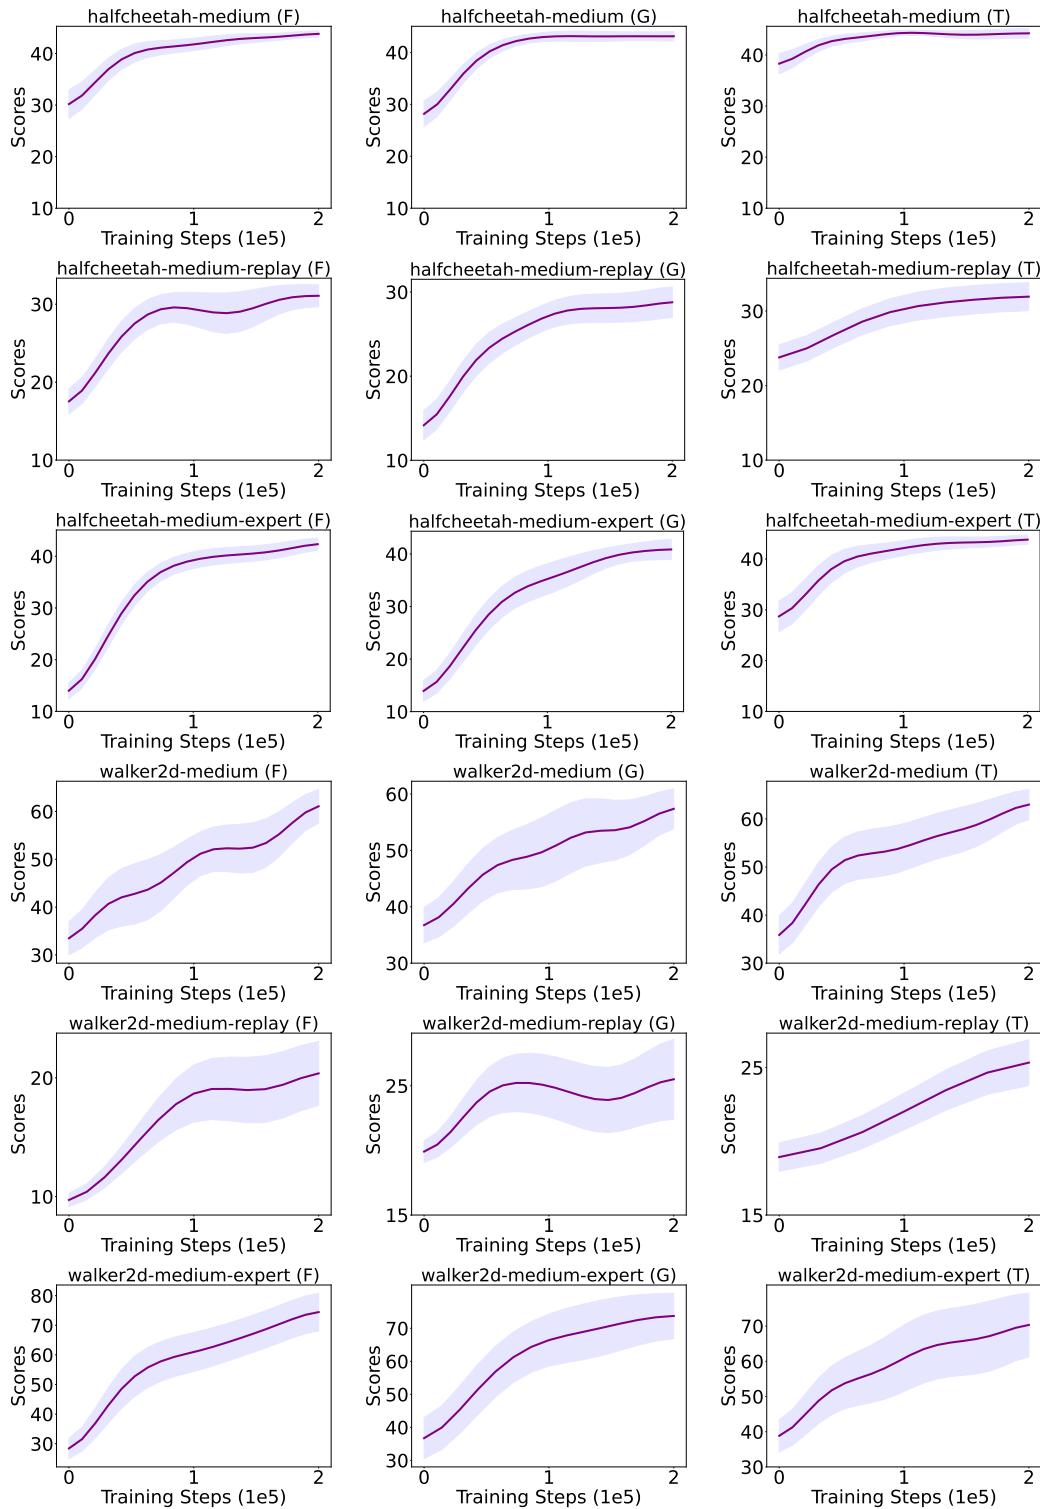 halfcheetah-medium (F)
Scores
40
30
20
10
0 1 2
Training Steps (1e5)
halfcheetah-medium (G)
Scores
40
30
20
10
0 1 2
Training Steps (1e5)
halfcheetah-medium (T)
Scores
40
30
20
10
0 1 2
Training Steps (1e5)
halfcheetah-medium-replay (F)
Scores
30
20
10
0 1 2
Training Steps (1e5)
halfcheetah-medium-replay (G)
Scores
30
20
10
0 1 2
Training Steps (1e5)
halfcheetah-medium-replay (T)
Scores
30
20
10
0 1 2
Training Steps (1e5)
halfcheetah-medium-expert (F)
Scores
40
30
20
10
0 1 2
Training Steps (1e5)
halfcheetah-medium-expert (G)
Scores
40
30
20
10
0 1 2
Training Steps (1e5)
halfcheetah-medium-expert (T)
Scores
40
30
20
10
0 1 2
Training Steps (1e5)
walker2d-medium (F)
Scores
60
50
40
30
0 1 2
Training Steps (1e5)
walker2d-medium (G)
Scores
60
50
40
30
0 1 2
Training Steps (1e5)
walker2d-medium (T)
Scores
60
50
40
30
0 1 2
Training Steps (1e5)
walker2d-medium-replay (F)
Scores
20
10
0 1 2
Training Steps (1e5)
walker2d-medium-replay (G)
Scores
25
15
0 1 2
Training Steps (1e5)
walker2d-medium-replay (T)
Scores
25
15
0 1 2
Training Steps (1e5)
walker2d-medium-expert (F)
Scores
80
70
60
50
40
30
0 1 2
Training Steps (1e5)
walker2d-medium-expert (G)
Scores
70
60
50
40
30
0 1 2
Training Steps (1e5)
walker2d-medium-expert (T)
Scores
70
60
50
40
30
0 1 2
Training Steps (1e5)